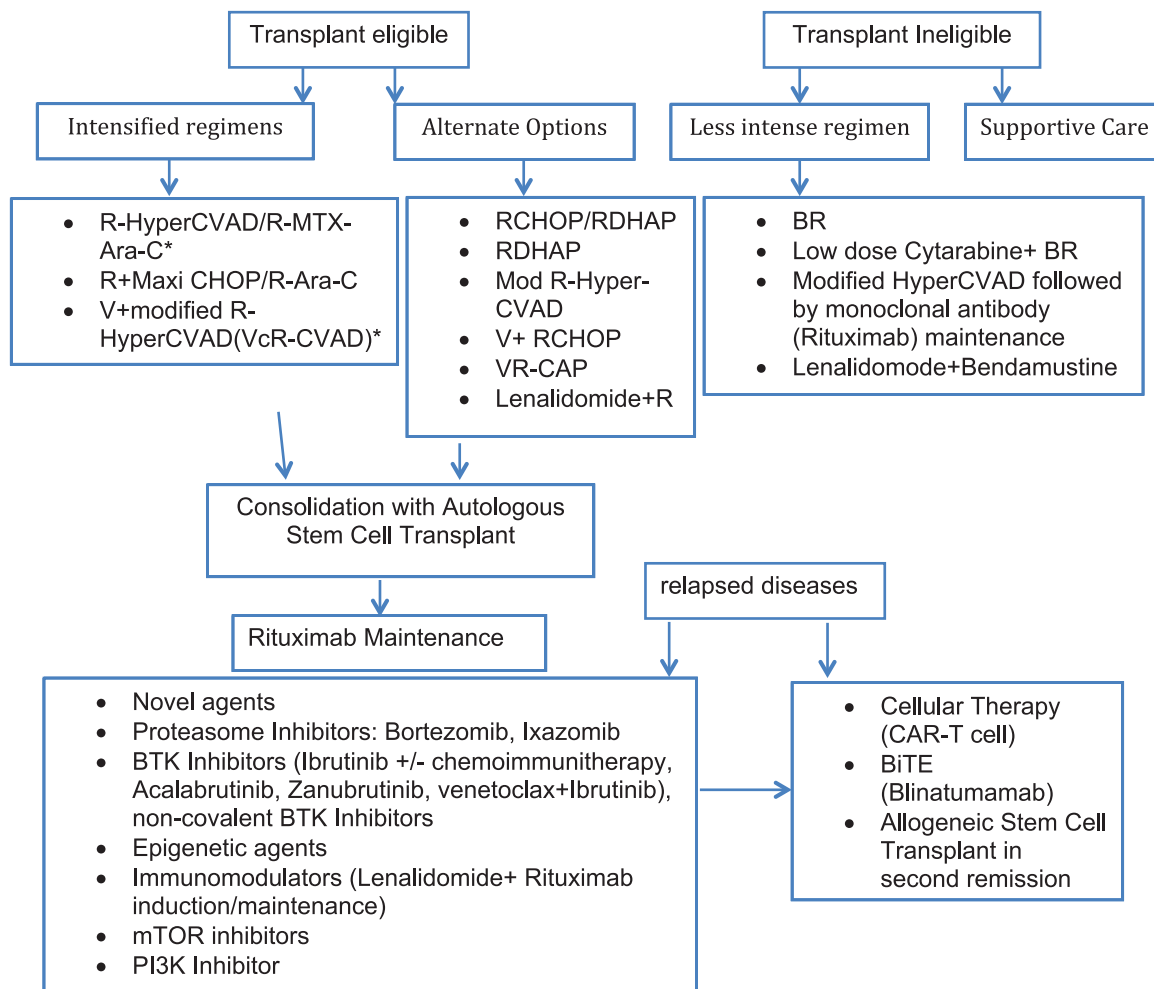 Transplant eligible
Transplant Ineligible
Intensified regimens
Alternate Options
Less intense regimen
Supportive Care
• R-HyperCVAD/R-MTX-
Ara-C*
• R+Maxi CHOP/R-Ara-C
• V+modified R-
HyperCVAD(VcR-CVAD)*
• RCHOP/RDHAP
• RDHAP
• Mod R-Hyper-
CVAD
• V+ RCHOP
• VR-CAP
• Lenalidomide+R
• BR
• Low dose Cytarabine+ BR
• Modified HyperCVAD followed
by monoclonal antibody
(Rituximab) maintenance
• Lenalidomode+Bendamustine
Consolidation with Autologous
Stem Cell Transplant
relapsed diseases
Rituximab Maintenance
• Novel agents
• Proteasome Inhibitors: Bortezomib, Ixazomib
• BTK Inhibitors (Ibrutinib +/- chemoimmunitherapy,
Acalabrutinib, Zanubrutinib, venetoclax+Ibrutinib),
non-covalent BTK Inhibitors
• Epigenetic agents
• Immunomodulators (Lenalidomide+ Rituximab
induction/maintenance)
• mTOR inhibitors
• PI3K Inhibitor
• Cellular Therapy
(CAR-T cell)
• BiTE
(Blinatumamab)
• Allogeneic Stem Cell
Transplant in
second remission